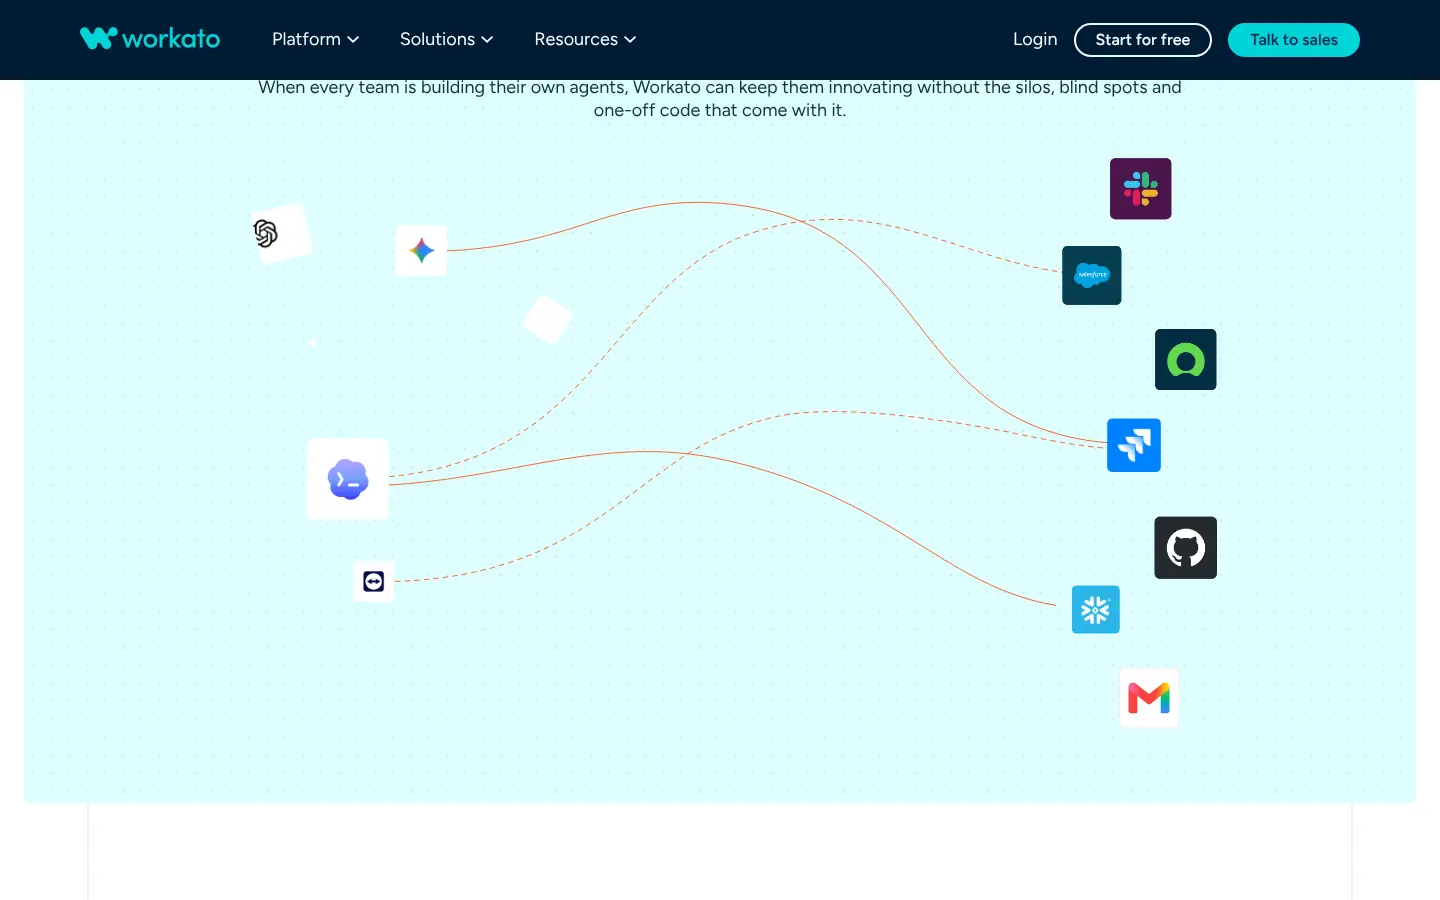 workato
Platform
Solutions
Resources
Login
Start for free
Talk to sales
When every team is building their own agents, Workato can keep them innovating without the silos, blind spots and
one-off code that come with it.
salesforce